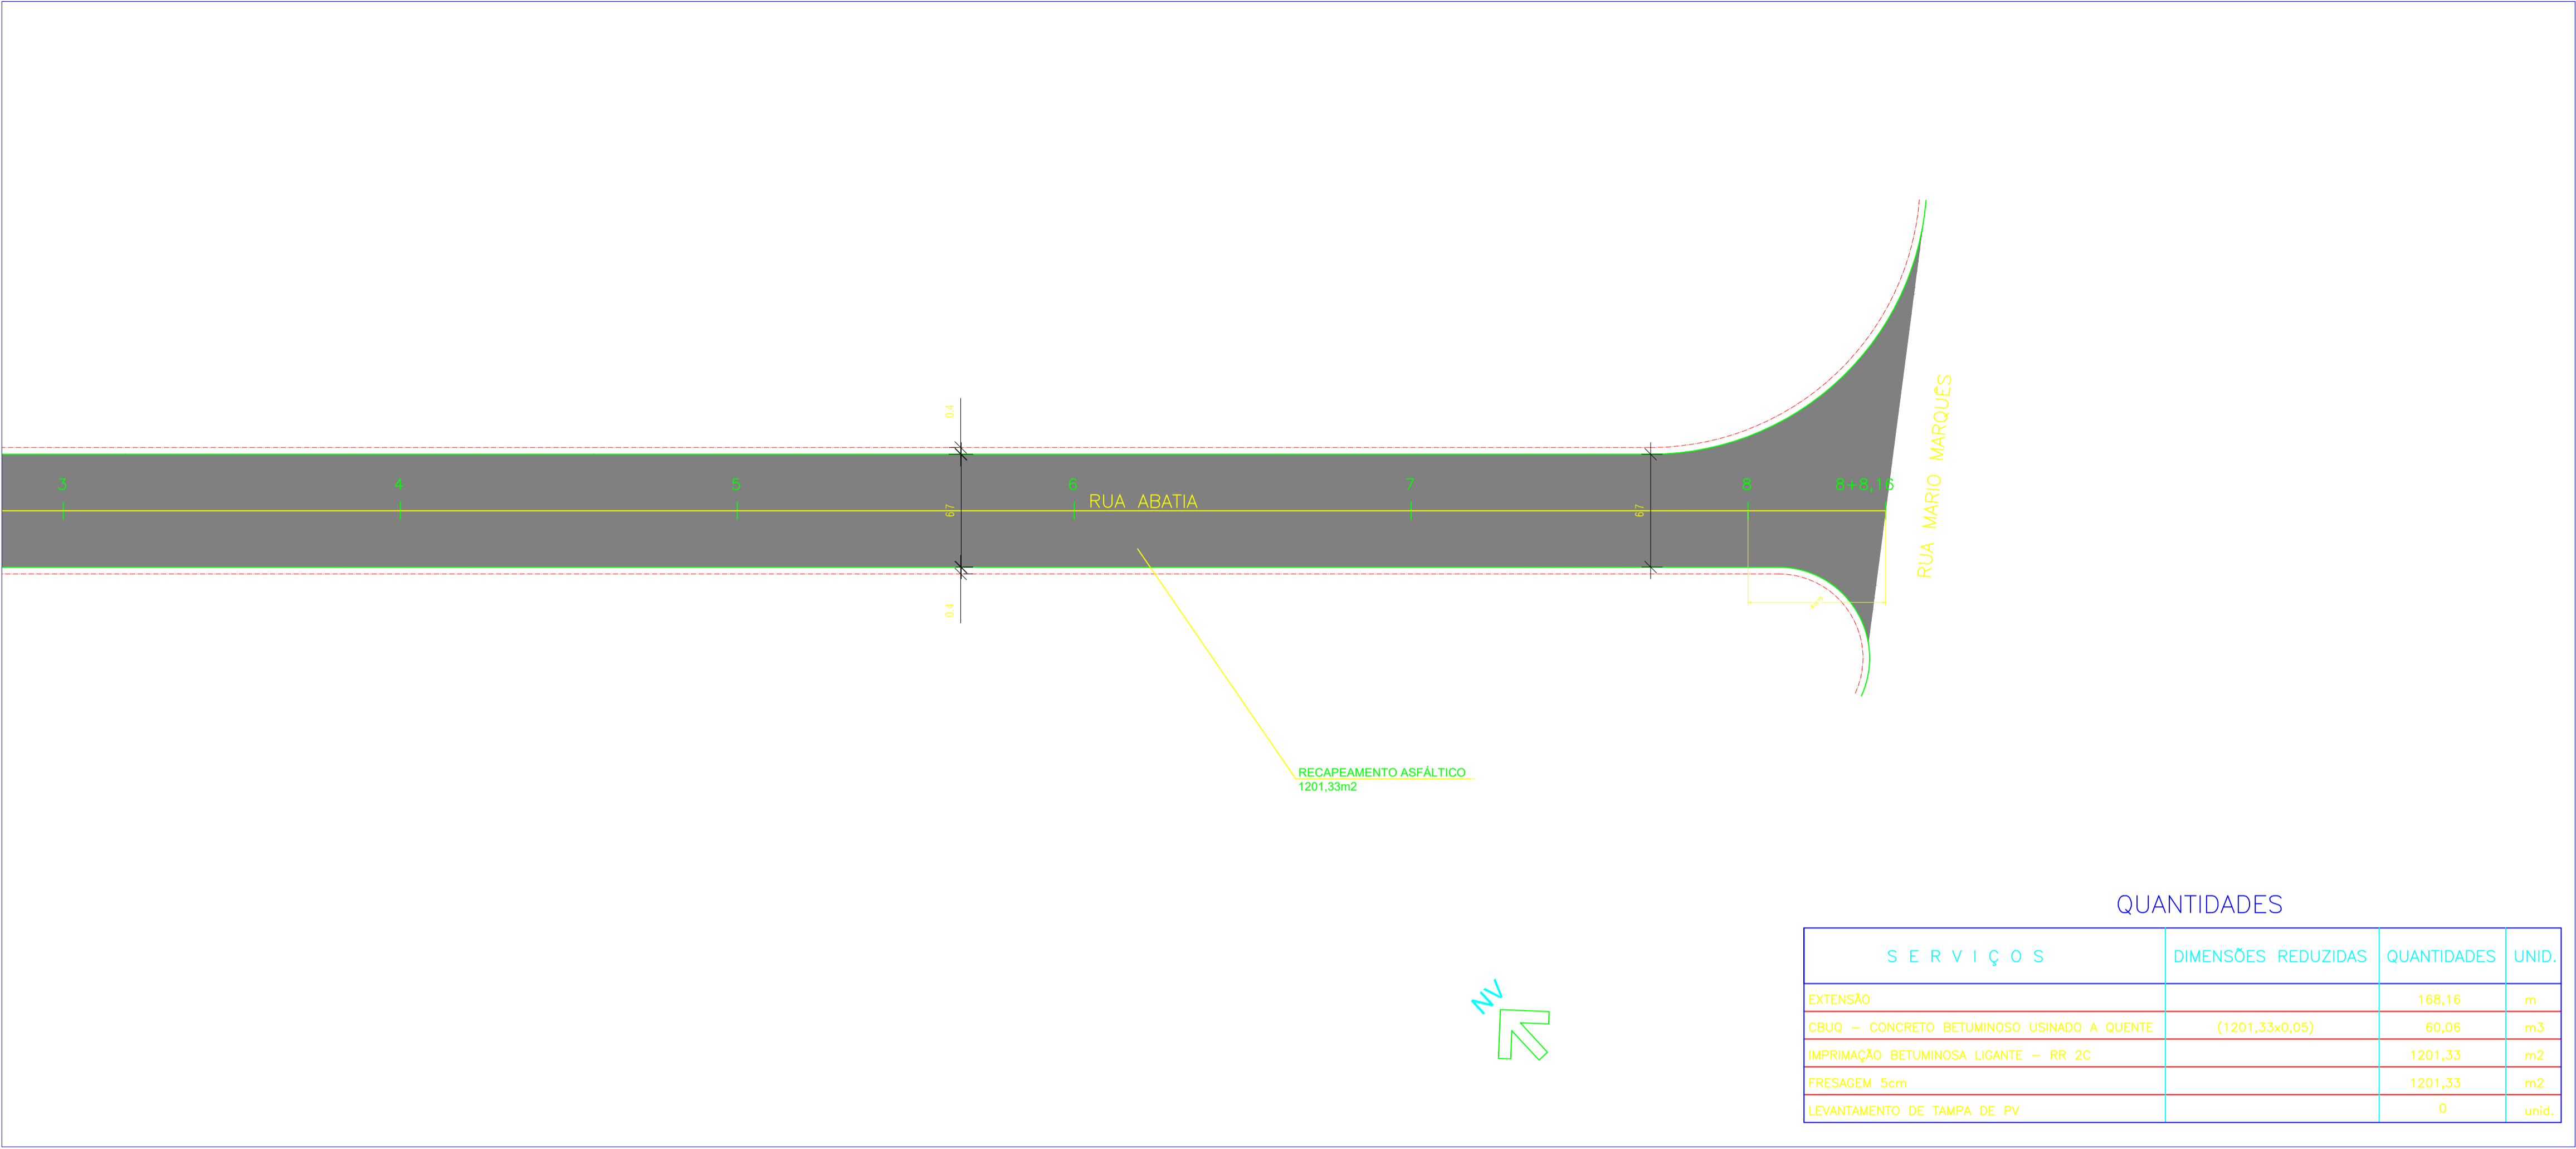 0.4
3
4
5
6
7
8
8+8,16
RUA ABATIA
6.7
6.7
RUA MARIO MARQUÊS
0.4
RECAPEAMENTO ASFÁLTICO
1201,33m2
NV
QUANTIDADES
S E R V I Ç O S DIMENSÕES REDUZIDAS QUANTIDADES UNID.
EXTENSÃO 168,16 m
CBUQ - CONCRETO BETUMINOSO USINADO A QUENTE (1201,33x0,05) 60,06 m3
IMPRIMAÇÃO BETUMINOSA LIGANTE - RR 2C 1201,33 m2
FRESAGEM 5cm 1201,33 m2
LEVANTAMENTO DE TAMPA DE PV 0 unid.